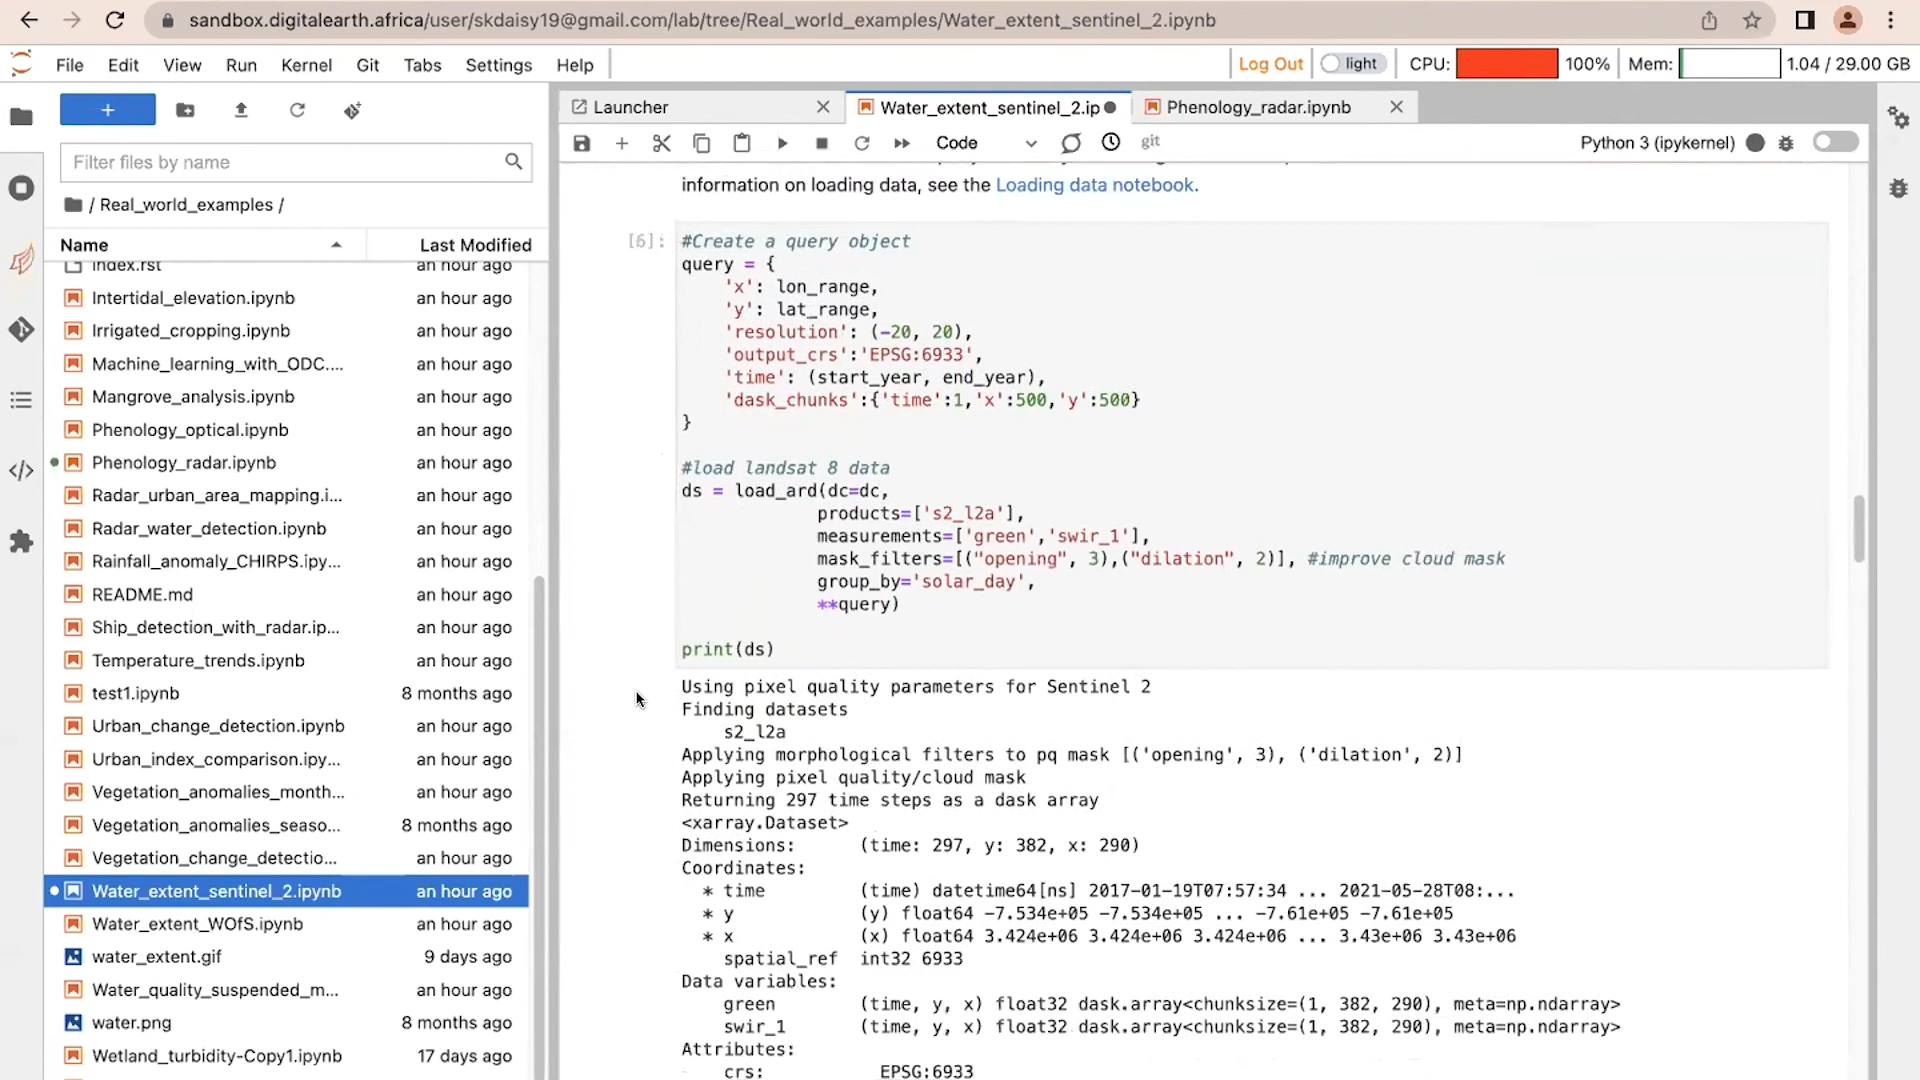 sandbox.digitalearth.africa/user/skdaisy19@gmail.com/lab/tree/Real_world_examples/Water_extent_sentinel_2.ipynb
File Edit View Run Kernel Git Tabs Settings Help
Log Out light CPU: 100% Mem: 1.04 / 29.00 GB
Launcher
Water_extent_sentinel_2.ip
Phenology_radar.ipynb
Code
git
Python 3 (ipykernel)
Filter files by name
/ Real_world_examples /
Name Last Modified
index.rst an hour ago
Intertidal_elevation.ipynb an hour ago
Irrigated_cropping.ipynb an hour ago
Machine_learning_with_ODC.... an hour ago
Mangrove_analysis.ipynb an hour ago
Phenology_optical.ipynb an hour ago
Phenology_radar.ipynb an hour ago
Radar_urban_area_mapping.i... an hour ago
Radar_water_detection.ipynb an hour ago
Rainfall_anomaly_CHIRPS.ipy... an hour ago
README.md an hour ago
Ship_detection_with_radar.ip... an hour ago
Temperature_trends.ipynb an hour ago
test1.ipynb 8 months ago
Urban_change_detection.ipynb an hour ago
Urban_index_comparison.ipy... an hour ago
Vegetation_anomalies_month... an hour ago
Vegetation_anomalies_seaso... 8 months ago
Vegetation_change_detectio... an hour ago
Water_extent_sentinel_2.ipynb an hour ago
Water_extent_WOfS.ipynb an hour ago
water_extent.gif 9 days ago
Water_quality_suspended_m... an hour ago
water.png 8 months ago
Wetland_turbidity-Copy1.ipynb 17 days ago
information on loading data, see the Loading data notebook.
[6]: #Create a query object
query = {
'x': lon_range,
'y': lat_range,
'resolution': (-20, 20),
'output_crs':'EPSG:6933',
'time': (start_year, end_year),
'dask_chunks':{'time':1,'x':500,'y':500}
}
#load landsat 8 data
ds = load_ard(dc=dc,
products=['s2_l2a'],
measurements=['green','swir_1'],
mask_filters=[("opening", 3),("dilation", 2)], #improve cloud mask
group_by='solar_day',
**query)
print(ds)
Using pixel quality parameters for Sentinel 2
Finding datasets
s2_l2a
Applying morphological filters to pq mask [('opening', 3), ('dilation', 2)]
Applying pixel quality/cloud mask
Returning 297 time steps as a dask array
<xarray.Dataset>
Dimensions: (time: 297, y: 382, x: 290)
Coordinates:
* time (time) datetime64[ns] 2017-01-19T07:57:34 ... 2021-05-28T08:...
* y (y) float64 -7.534e+05 -7.534e+05 ... -7.61e+05 -7.61e+05
* x (x) float64 3.424e+06 3.424e+06 3.424e+06 ... 3.43e+06 3.43e+06
spatial_ref int32 6933
Data variables:
green (time, y, x) float32 dask.array<chunksize=(1, 382, 290), meta=np.ndarray>
swir_1 (time, y, x) float32 dask.array<chunksize=(1, 382, 290), meta=np.ndarray>
Attributes:
crs: EPSG:6933